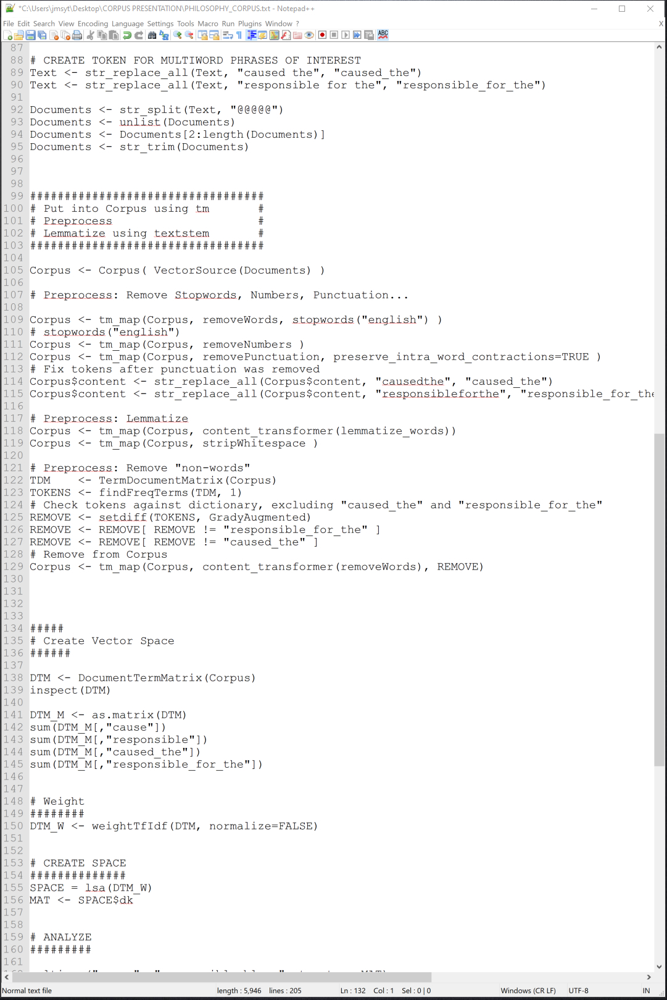 *C:\Users\jmsyt\Desktop\CORPUS PRESENTATION\PHILOSOPHY_CORPUS.txt - Notepad++
File Edit Search View Encoding Language Settings Tools Macro Run Plugins Window ? X
ABC
87
88 # CREATE TOKEN FOR MULTIWORD PHRASES OF INTEREST
89 Text <- str_replace_all(Text, "caused the", "caused_the")
90 Text <- str_replace_all(Text, "responsible for the", "responsible_for_the")
91
92 Documents <- str_split(Text, "@@@@@")
93 Documents <- unlist(Documents)
94 Documents <- Documents[2:length(Documents)]
95 Documents <- str_trim(Documents)
96
97
98
99 ##################################
100 # Put into Corpus using tm       #
101 # Preprocess                     #
102 # Lemmatize using textstem       #
103 ##################################
104
105 Corpus <- Corpus( VectorSource(Documents) )
106
107 # Preprocess: Remove Stopwords, Numbers, Punctuation...
108
109 Corpus <- tm_map(Corpus, removeWords, stopwords("english") )
110 # stopwords("english")
111 Corpus <- tm_map(Corpus, removeNumbers )
112 Corpus <- tm_map(Corpus, removePunctuation, preserve_intra_word_contractions=TRUE )
113 # Fix tokens after punctuation was removed
114 Corpus$content <- str_replace_all(Corpus$content, "causedthe", "caused_the")
115 Corpus$content <- str_replace_all(Corpus$content, "responsibleforthe", "responsible_for_the
116
117 # Preprocess: Lemmatize
118 Corpus <- tm_map(Corpus, content_transformer(lemmatize_words))
119 Corpus <- tm_map(Corpus, stripWhitespace )
120
121 # Preprocess: Remove "non-words"
122 TDM    <- TermDocumentMatrix(Corpus)
123 TOKENS <- findFreqTerms(TDM, 1)
124 # Check tokens against dictionary, excluding "caused_the" and "responsible_for_the"
125 REMOVE <- setdiff(TOKENS, GradyAugmented)
126 REMOVE <- REMOVE[ REMOVE != "responsible_for_the" ]
127 REMOVE <- REMOVE[ REMOVE != "caused_the" ]
128 # Remove from Corpus
129 Corpus <- tm_map(Corpus, content_transformer(removeWords), REMOVE)
130
131
132
133
134 #####
135 # Create Vector Space
136 ######
137
138 DTM <- DocumentTermMatrix(Corpus)
139 inspect(DTM)
140
141 DTM_M <- as.matrix(DTM)
142 sum(DTM_M[,"cause"])
143 sum(DTM_M[,"responsible"])
144 sum(DTM_M[,"caused_the"])
145 sum(DTM_M[,"responsible_for_the"])
146
147
148 # Weight
149 ########
150 DTM_W <- weightTfIdf(DTM, normalize=FALSE)
151
152
153 # CREATE SPACE
154 ##############
155 SPACE = lsa(DTM_W)
156 MAT <- SPACE$dk
157
158
159 # ANALYZE
160 #########
161
Normal text file length : 5,946 lines : 205 Ln : 132 Col : 1 Sel : 0 | 0 Windows (CR LF) UTF-8 IN